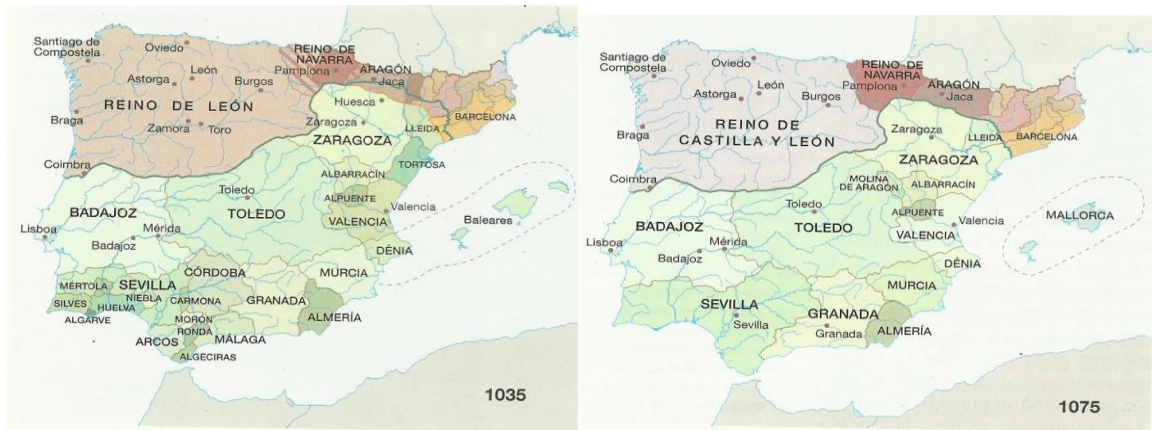 Santiago de
Compostela
Oviedo
REINO DE
NAVARRA
León
Pamplona
ARAGÓN
Astorga
Burgos
Jaca
REINO DE LEÓN
Huesca
BARCELONA
Braga
Zamora
Toro
Zaragoza
LLEIDA
ZARAGOZA
Coimbra
TORTOSA
ALBARRACÍN
Toledo
ALPUENTE
Valencia
BADAJOZ
TOLEDO
VALENCIA
Baleares
Lisboa
Mérida
Badajoz
DÉNIA
CÓRDOBA
MURCIA
MÉRTOLA
SEVILLA
NIEBLA
CARMONA
GRANADA
SILVES
HUELVA
ALGARVE
MORÓN
ALMERÍA
RONDA
ARCOS
MÁLAGA
ALGECIRAS
1035
Santiago de
Compostela
Oviedo
REINO DE
NAVARRA
León
Pamplona
ARAGÓN
Astorga
Burgos
Jaca
REINO DE
CASTILLA Y LEÓN
Braga
Zaragoza
LLEIDA
BARCELONA
ZARAGOZA
Coimbra
MOLINA
DE ARAGÓN
ALBARRACÍN
Toledo
ALPUENTE
MALLORCA
BADAJOZ
TOLEDO
Valencia
VALENCIA
Lisboa
Mérida
Badajoz
DÉNIA
MURCIA
SEVILLA
GRANADA
Sevilla
Granada
ALMERÍA
1075